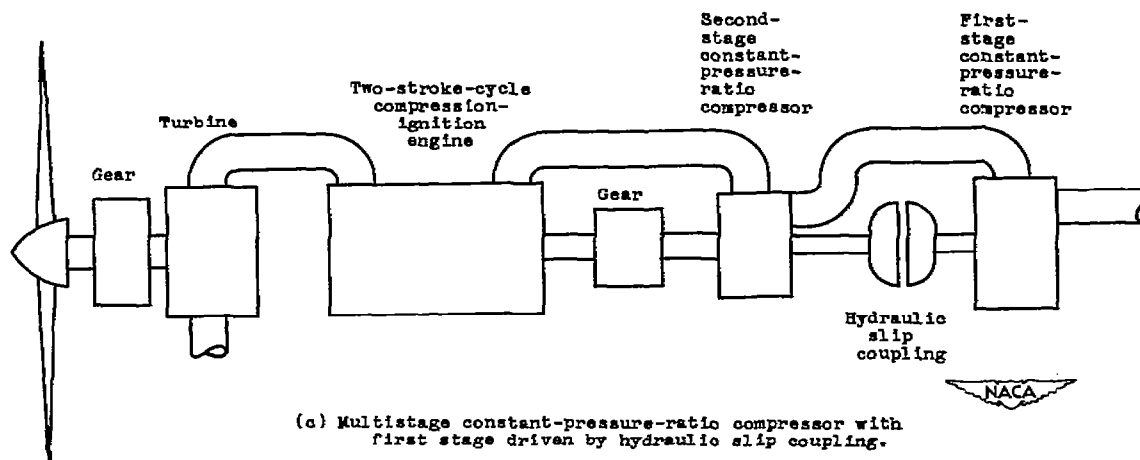 Second-
stage
constant-
pressure-
ratio
compressor
First-
stage
constant-
pressure-
ratio
compressor
Two-stroke-cycle
compression-
ignition
engine
Turbine
Gear
Gear
Hydraulic
slip
coupling
NACA
(a) Multistage constant-pressure-ratio compressor with
first stage driven by hydraulic slip coupling.